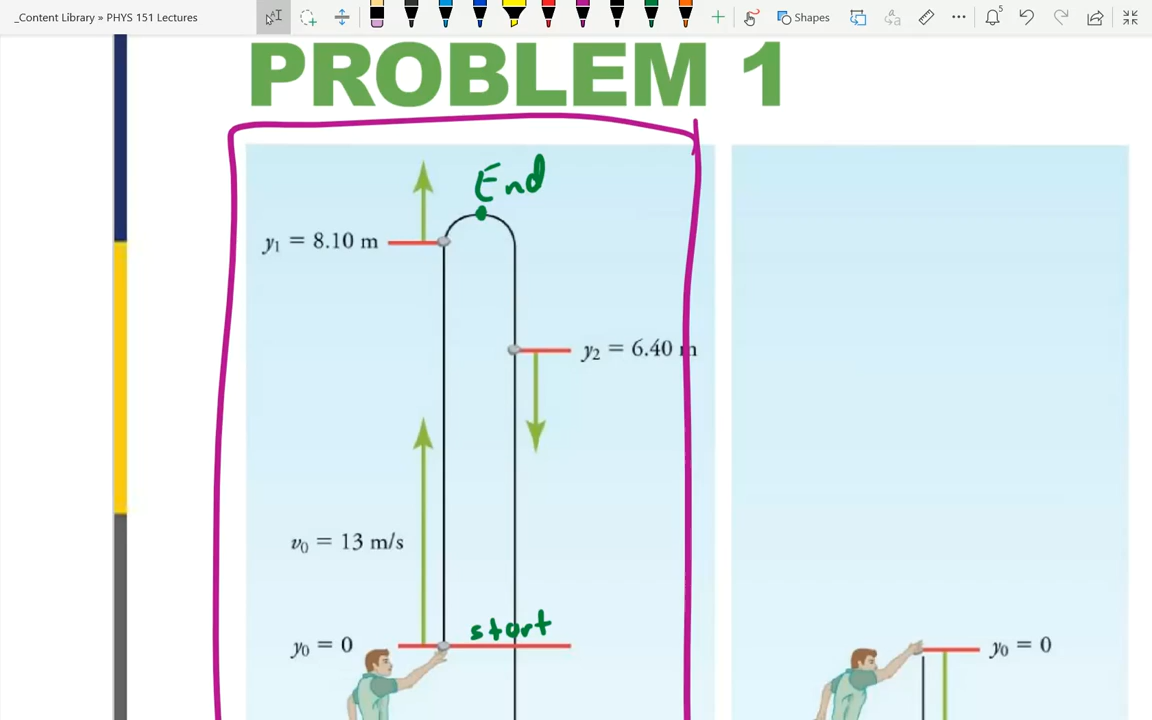 _Content Library » PHYS 151 Lectures
Shapes
5
PROBLEM 1
End
y₁ = 8.10 m
y₂ = 6.40 m
v₀ = 13 m/s
start
y₀ = 0
y₀ = 0